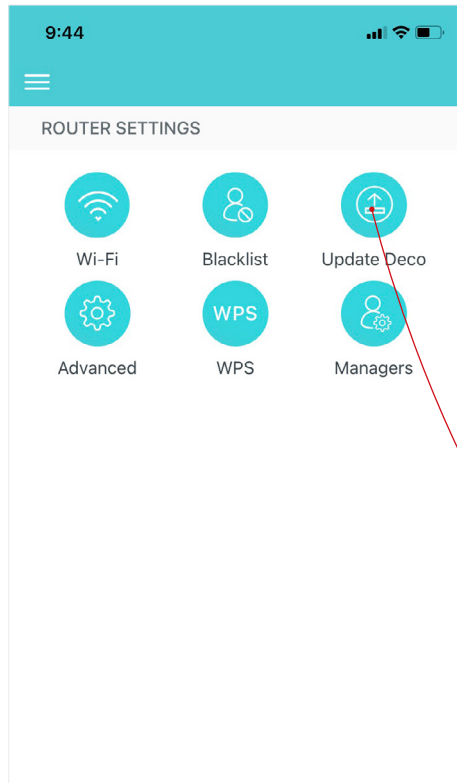 9:44
ROUTER SETTINGS
Wi-Fi Blacklist Update Deco
WPS
Advanced WPS Managers